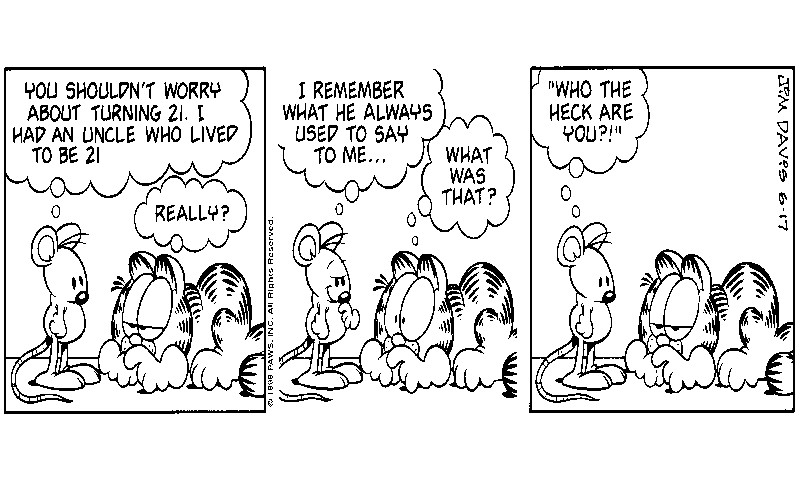 YOU SHOULDN'T WORRY
ABOUT TURNING 21. I
HAD AN UNCLE WHO LIVED
TO BE 21
REALLY?
I REMEMBER
WHAT HE ALWAYS
USED TO SAY
TO ME...
WHAT
WAS
THAT?
© 1998 PAWS, INC. All Rights Reserved.
"WHO THE
HECK ARE
YOU?!"
JIM DAVIS 6-17